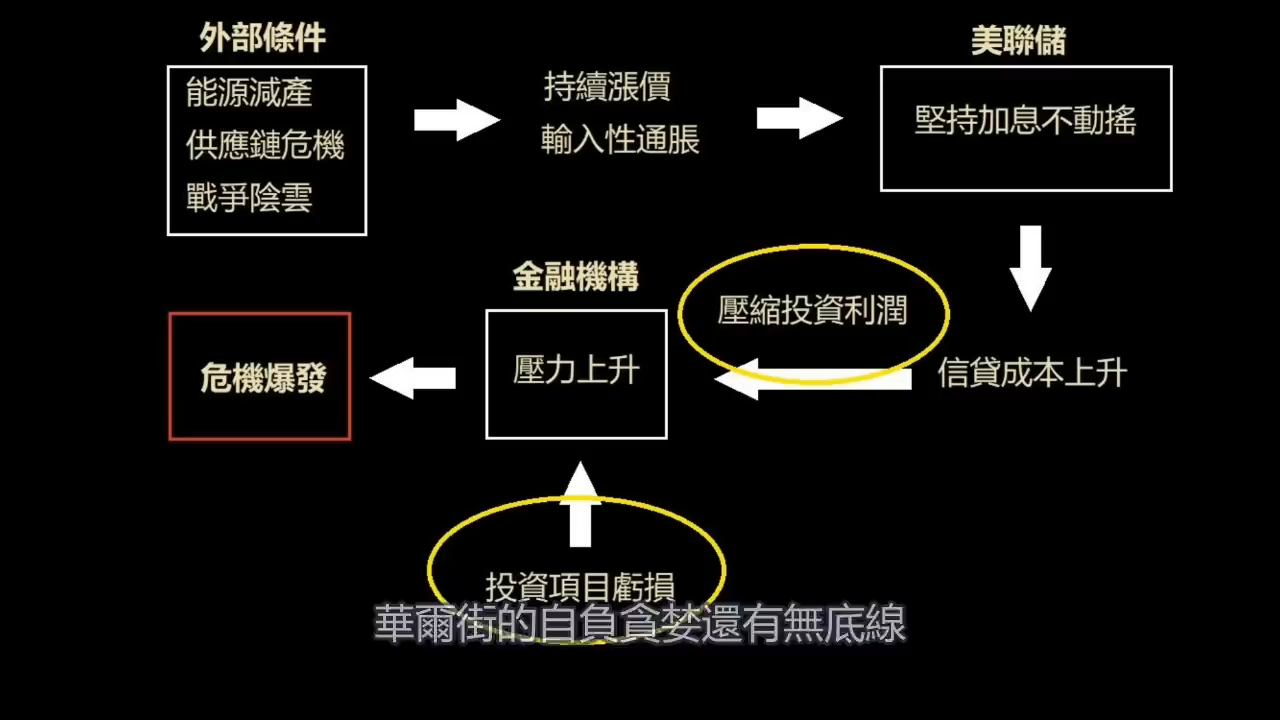 外部條件
能源減產
供應鏈危機
戰爭陰雲
持續漲價
輸入性通脹
美聯儲
堅持加息不動搖
信貸成本上升
壓縮投資利潤
金融機構
壓力上升
危機爆發
投資項目虧損
華爾街的自負貪婪還有無底線